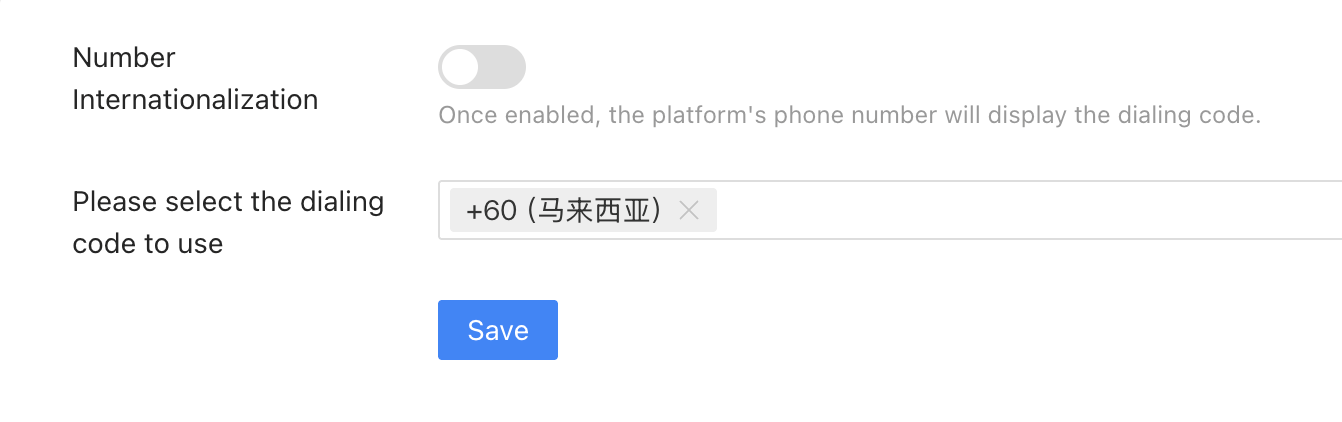 Number
Internationalization
Once enabled, the platform's phone number will display the dialing code.
Please select the dialing
code to use
+60（马来西亚）
Save